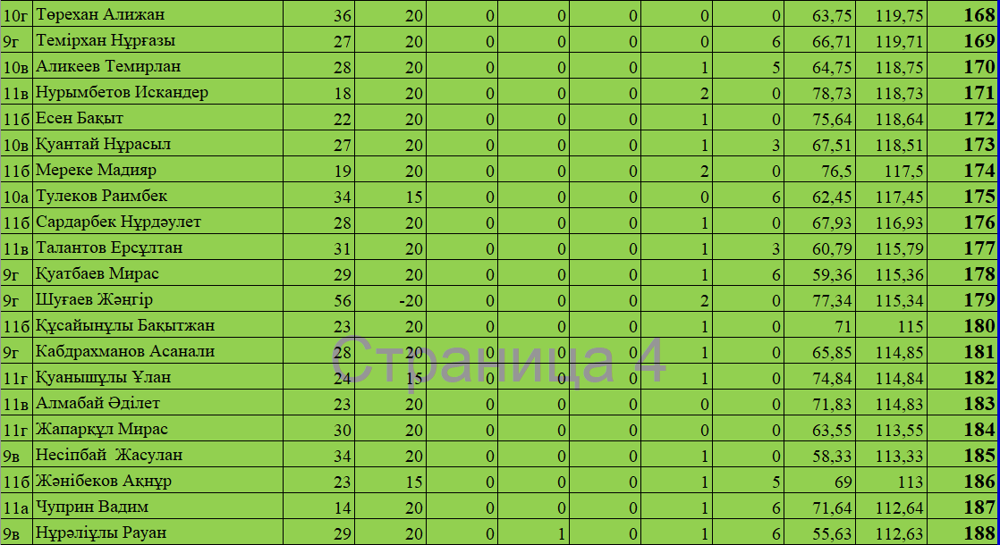 10г Төрехан Алижан 36 20 0 0 0 0 0 63,75 119,75 168
9г Темірхан Нұрғазы 27 20 0 0 0 0 6 66,71 119,71 169
10в Аликеев Темирлан 28 20 0 0 0 1 5 64,75 118,75 170
11в Нурымбетов Искандер 18 20 0 0 0 2 0 78,73 118,73 171
11б Есен Бақыт 22 20 0 0 0 1 0 75,64 118,64 172
10в Қуантай Нұрасыл 27 20 0 0 0 1 3 67,51 118,51 173
11б Мереке Мадияр 19 20 0 0 0 2 0 76,5 117,5 174
10а Тулеков Раимбек 34 15 0 0 0 0 6 62,45 117,45 175
11б Сардарбек Нұрдәулет 28 20 0 0 0 1 0 67,93 116,93 176
11в Талантов Ерсұлтан 31 20 0 0 0 1 3 60,79 115,79 177
9г Қуатбаев Мирас 29 20 0 0 0 1 6 59,36 115,36 178
9г Шуғаев Жәңгір 56 -20 0 0 0 2 0 77,34 115,34 179
11б Құсайынұлы Бақытжан 23 20 0 0 0 1 0 71 115 180
9г Кабдрахманов Асанали 28 20 0 0 0 1 0 65,85 114,85 181
11г Қуанышұлы Ұлан 24 15 0 0 0 1 0 74,84 114,84 182
11в Алмабай Әділет 23 20 0 0 0 0 0 71,83 114,83 183
11г Жапарқұл Мирас 30 20 0 0 0 0 0 63,55 113,55 184
9в Несіпбай  Жасулан 34 20 0 0 0 1 0 58,33 113,33 185
11б Жәнібеков Ақнұр 23 15 0 0 0 1 5 69 113 186
11а Чуприн Вадим 14 20 0 0 0 1 6 71,64 112,64 187
9в Нұрәліұлы Рауан 29 20 0 1 0 1 6 55,63 112,63 188
Страница 4